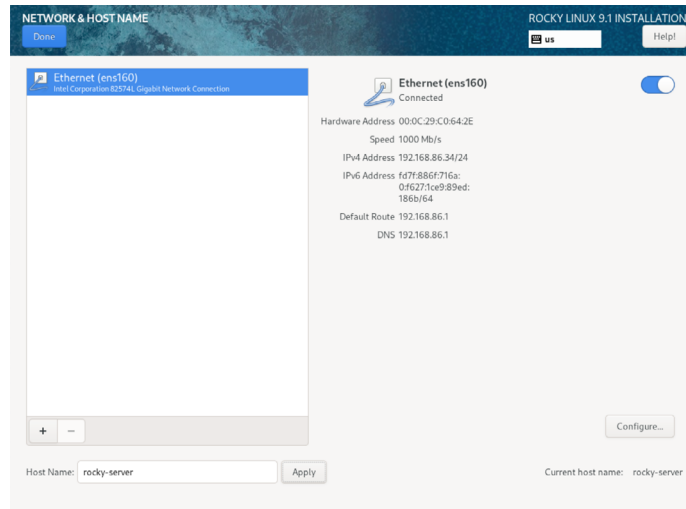 NETWORK & HOST NAME
Done
ROCKY LINUX 9.1 INSTALLATION
us
Help!
Ethernet (ens160)
Intel Corporation 82574L Gigabit Network Connection
Ethernet (ens160)
Connected
Hardware Address 00:0C:29:C0:64:2E
Speed 1000 Mb/s
IPv4 Address 192.168.86.34/24
IPv6 Address fd7f:886f:716a:
0:f627:1ce9:89ed:
186b/64
Default Route 192.168.86.1
DNS 192.168.86.1
+ −
Configure...
Host Name: rocky-server Apply
Current host name: rocky-server